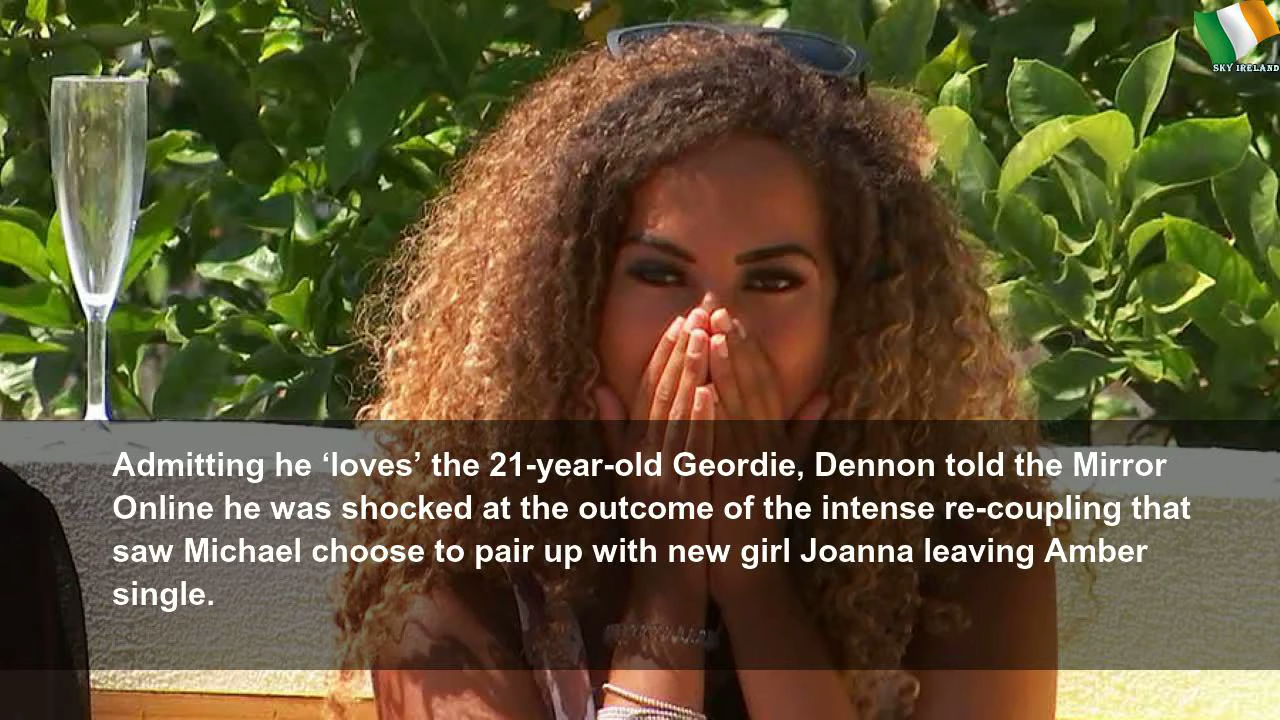 SKY IRELAND
Admitting he ‘loves’ the 21-year-old Geordie, Dennon told the Mirror
Online he was shocked at the outcome of the intense re-coupling that
saw Michael choose to pair up with new girl Joanna leaving Amber
single.